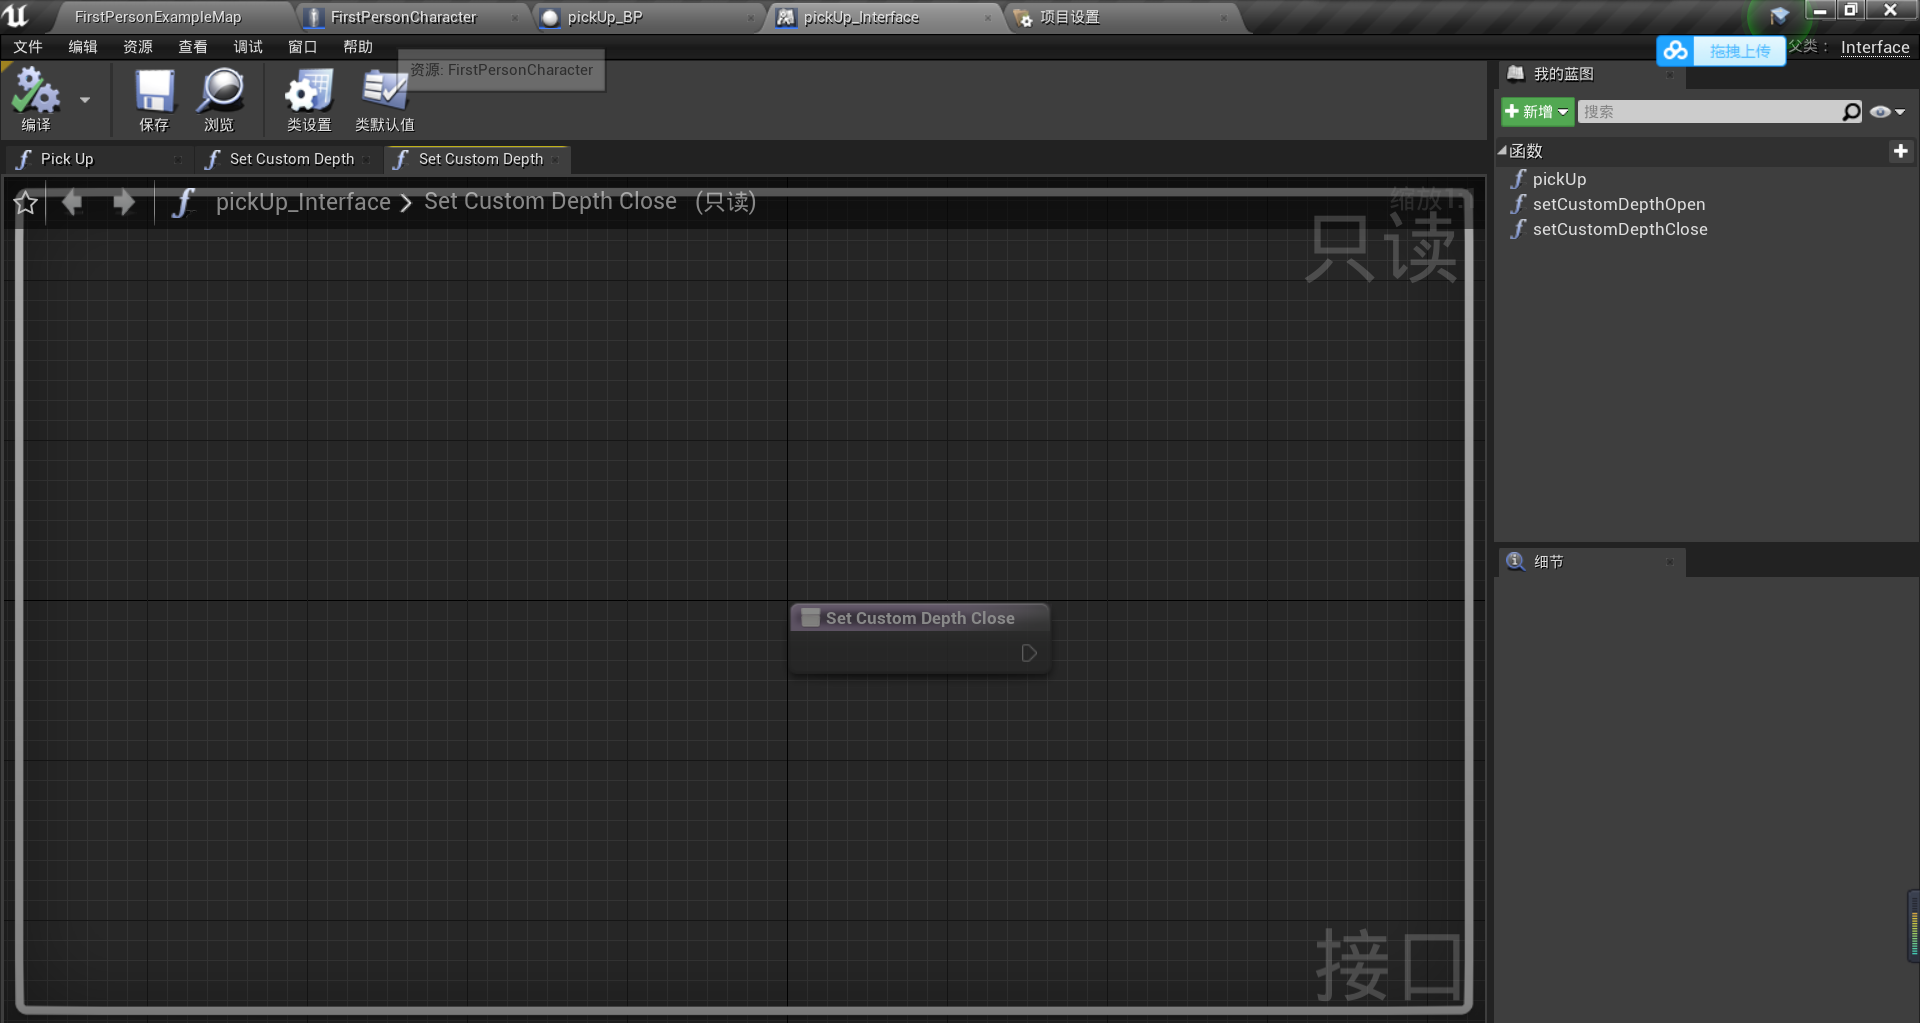 FirstPersonExampleMap
FirstPersonCharacter
pickUp_BP
pickUp_Interface
项目设置
文件 编辑 资源 查看 调试 窗口 帮助
资源: FirstPersonCharacter
拖拽上传
父类：
Interface
编译
保存
浏览
类设置
类默认值
我的蓝图
新增
搜索
Pick Up
Set Custom Depth
Set Custom Depth
函数
pickUp
setCustomDepthOpen
setCustomDepthClose
pickUp_Interface > Set Custom Depth Close (只读)
缩放1:1
只读
细节
Set Custom Depth Close
接口